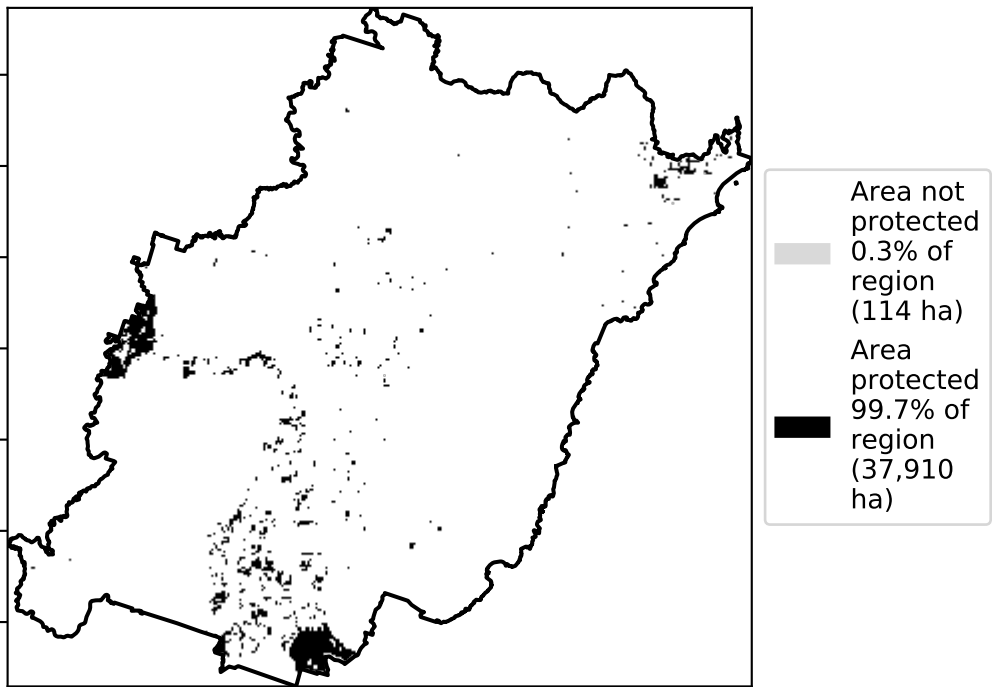 Area not
protected
0.3% of
region
(114 ha)
Area
protected
99.7% of
region
(37,910
ha)